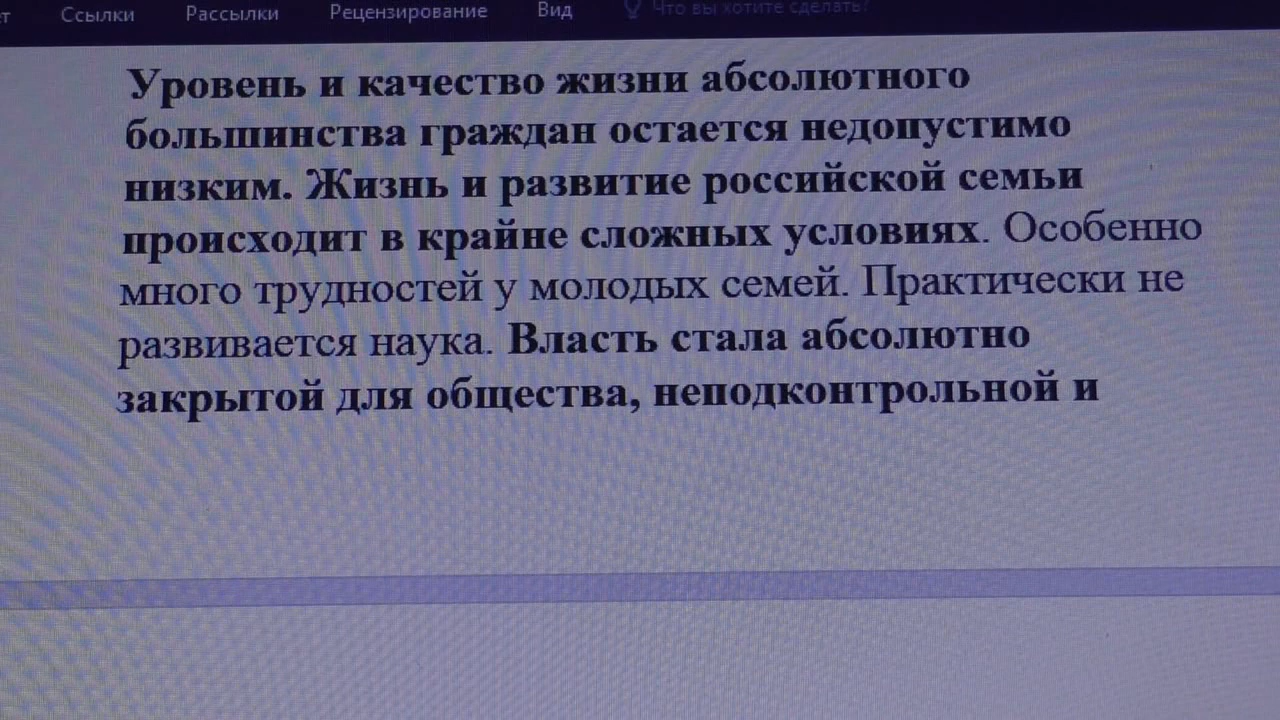 Ссылки Рассылки Рецензирование Вид Что вы хотите сделать?
Уровень и качество жизни абсолютного
большинства граждан остается недопустимо
низким. Жизнь и развитие российской семьи
происходит в крайне сложных условиях. Особенно
много трудностей у молодых семей. Практически не
развивается наука. Власть стала абсолютно
закрытой для общества, неподконтрольной и